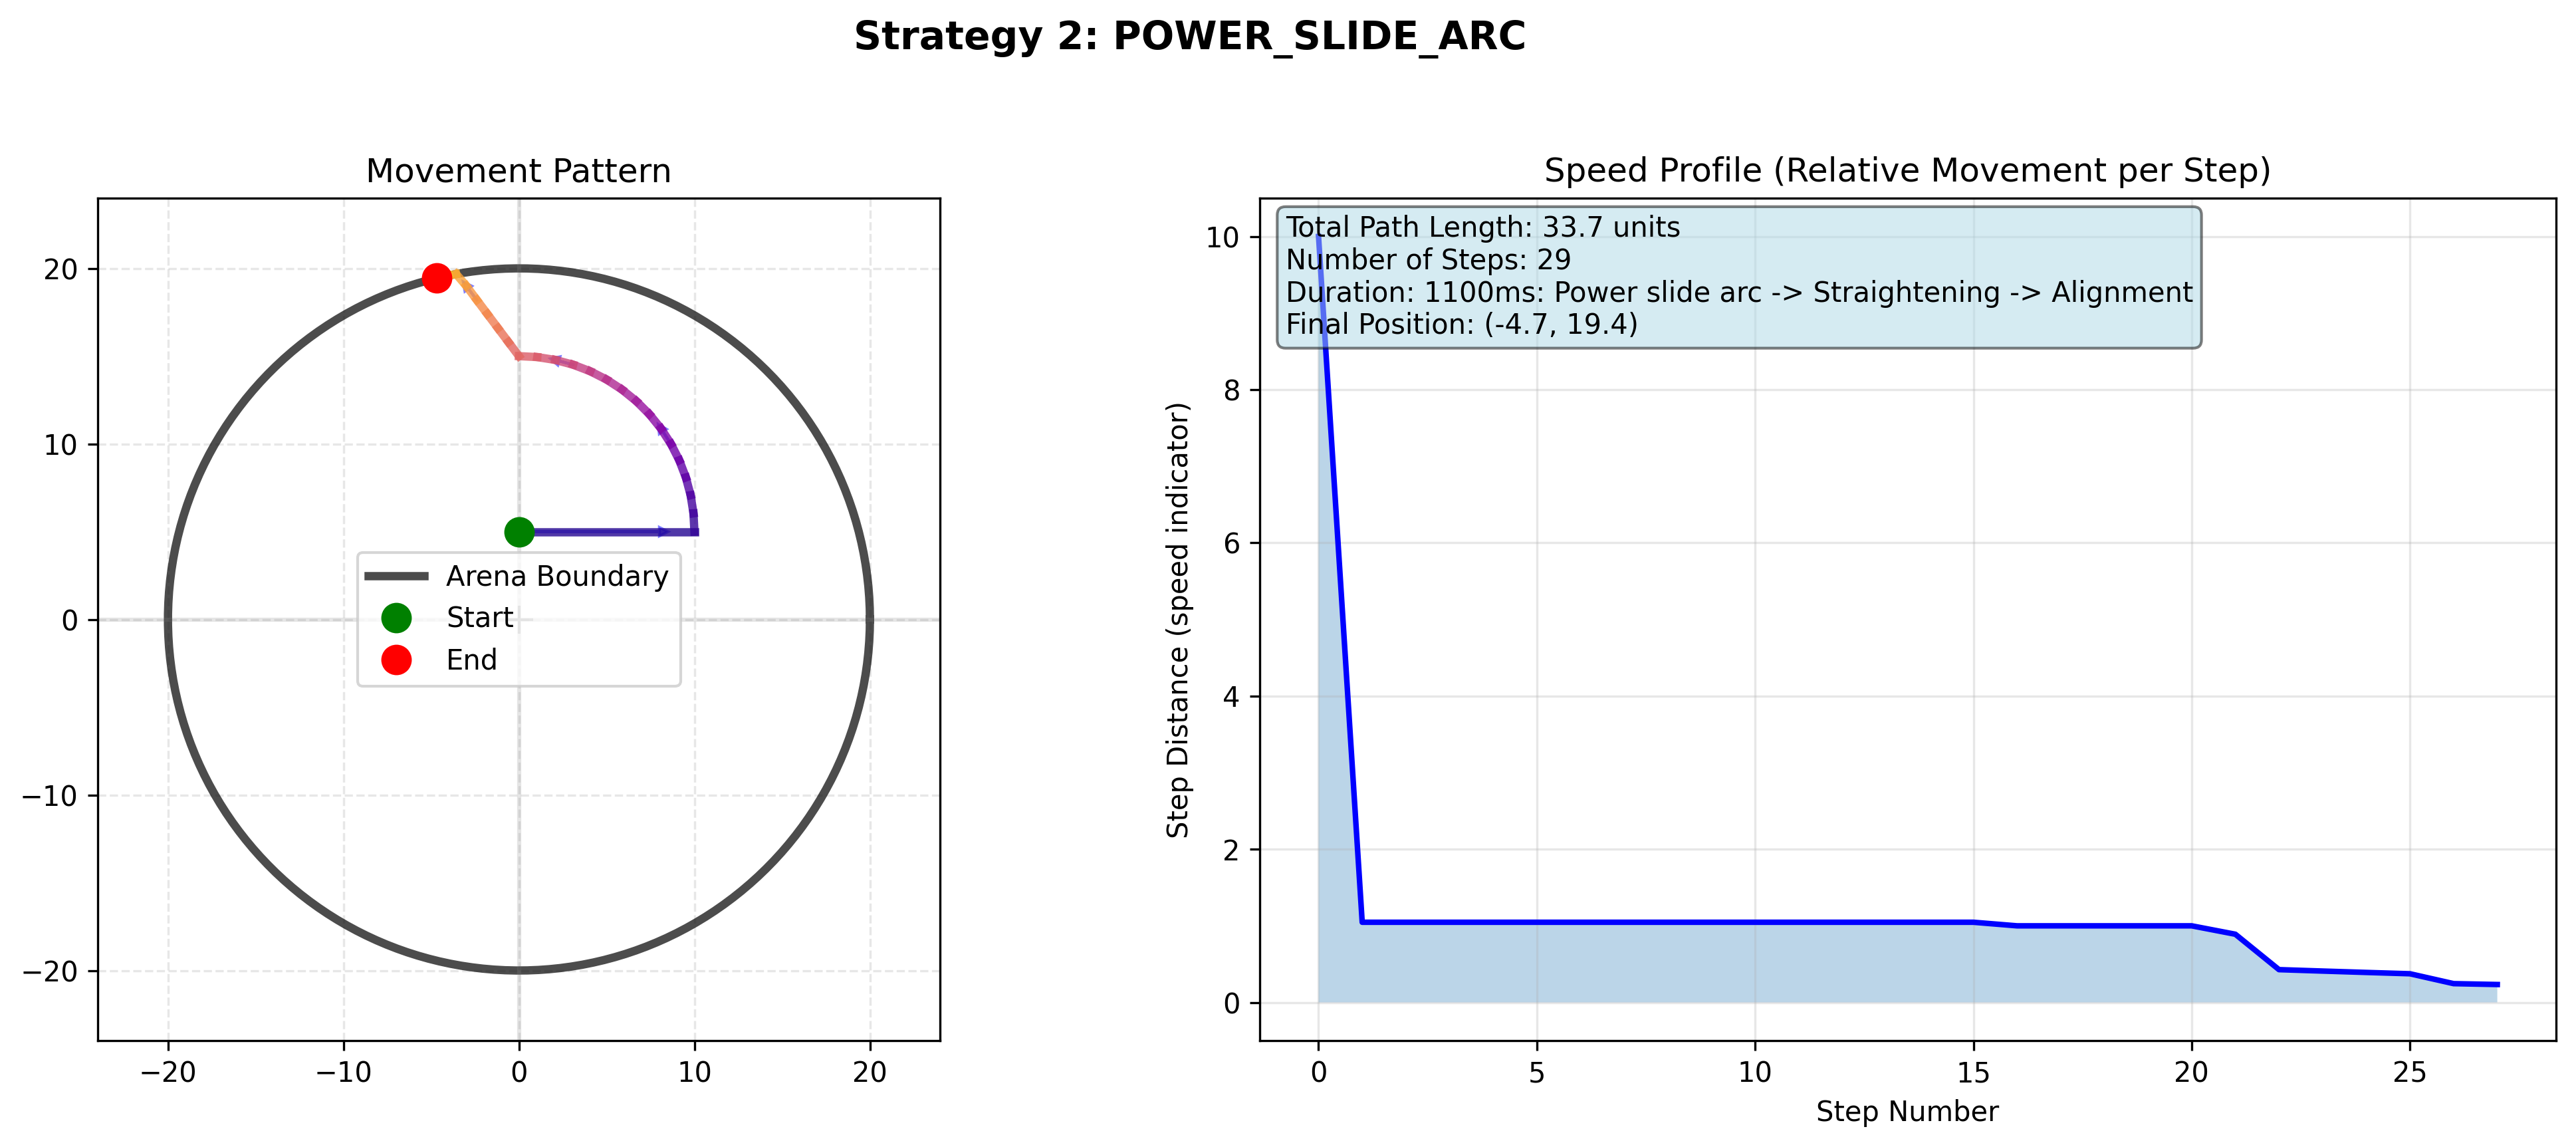 Strategy 2: POWER_SLIDE_ARC
Movement Pattern
20
10
0
−10
−20
−20
−10
0
10
20
Arena Boundary
Start
End
Speed Profile (Relative Movement per Step)
Total Path Length: 33.7 units
Number of Steps: 29
Duration: 1100ms: Power slide arc -> Straightening -> Alignment
Final Position: (-4.7, 19.4)
Step Distance (speed indicator)
10
8
6
4
2
0
0
5
10
15
20
25
Step Number